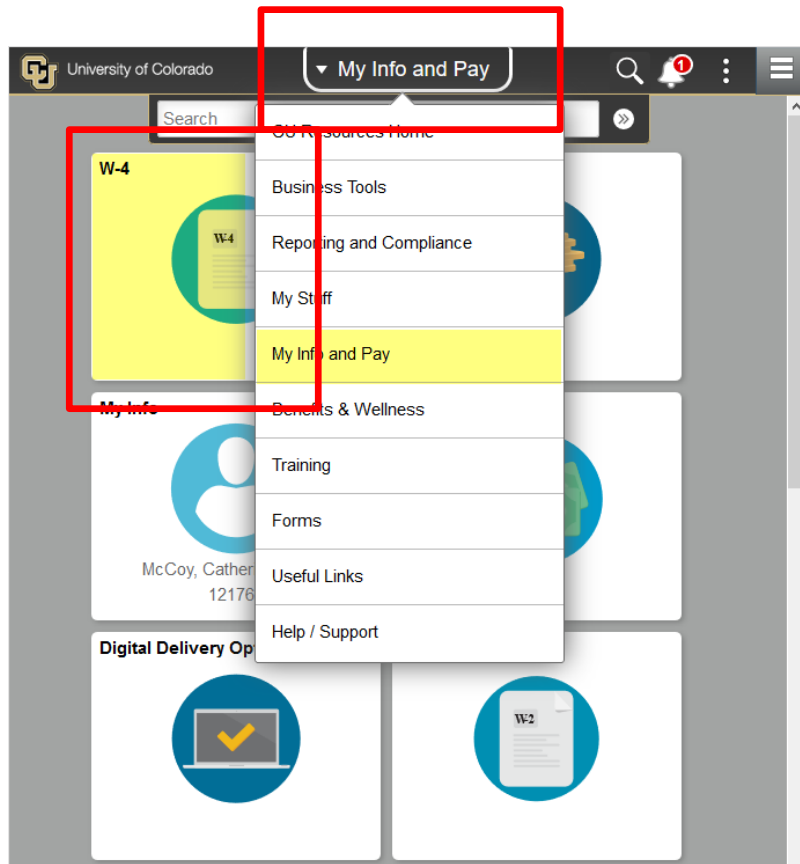 University of Colorado
My Info and Pay
1
Search
CU Resources Home
W-4
W-4
Business Tools
Reporting and Compliance
My Stuff
My Info and Pay
My Info
Benefits & Wellness
Training
Forms
McCoy, Cather
12176
Useful Links
Help / Support
Digital Delivery Op
W-2